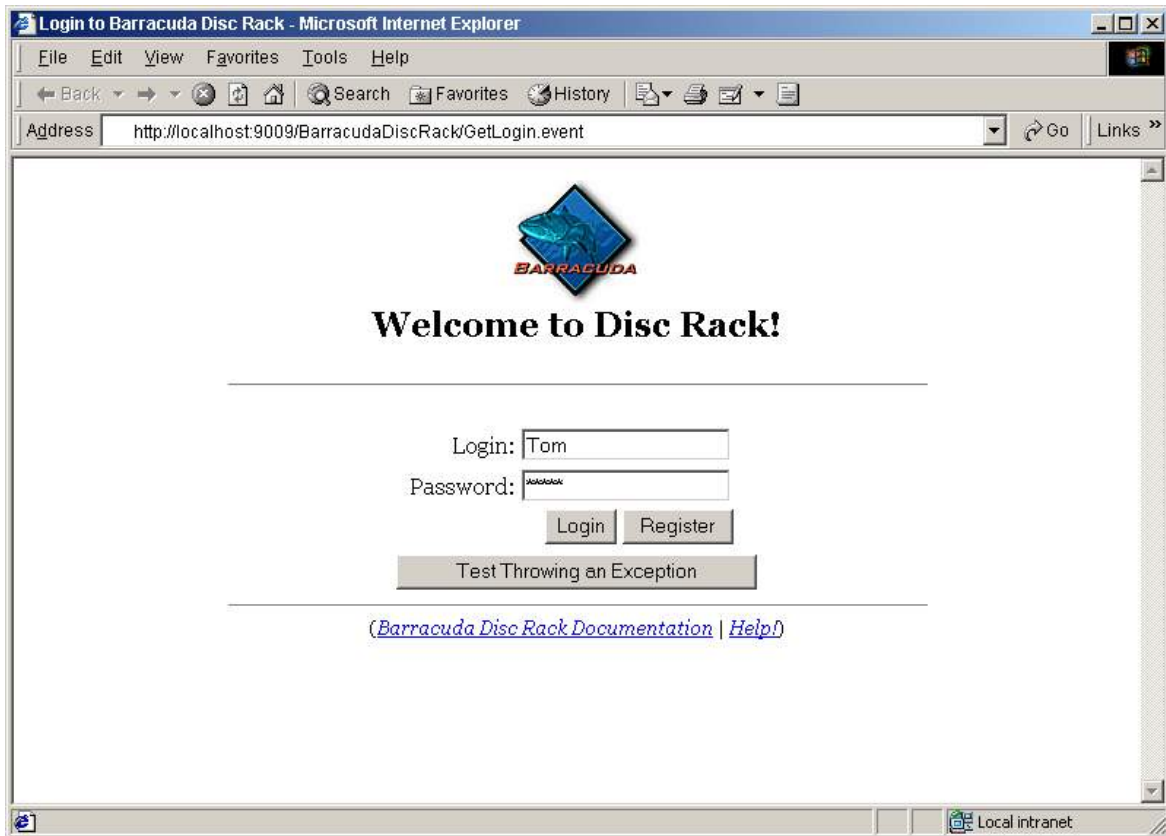 Login to Barracuda Disc Rack - Microsoft Internet Explorer
File Edit View Favorites Tools Help
Back Search Favorites History
Address http://localhost:9009/BarracudaDiscRack/GetLogin.event Go Links »
BARRACUDA
Welcome to Disc Rack!
Login: Tom
Password: ******
Login Register
Test Throwing an Exception
(Barracuda Disc Rack Documentation | Help!)
Local intranet